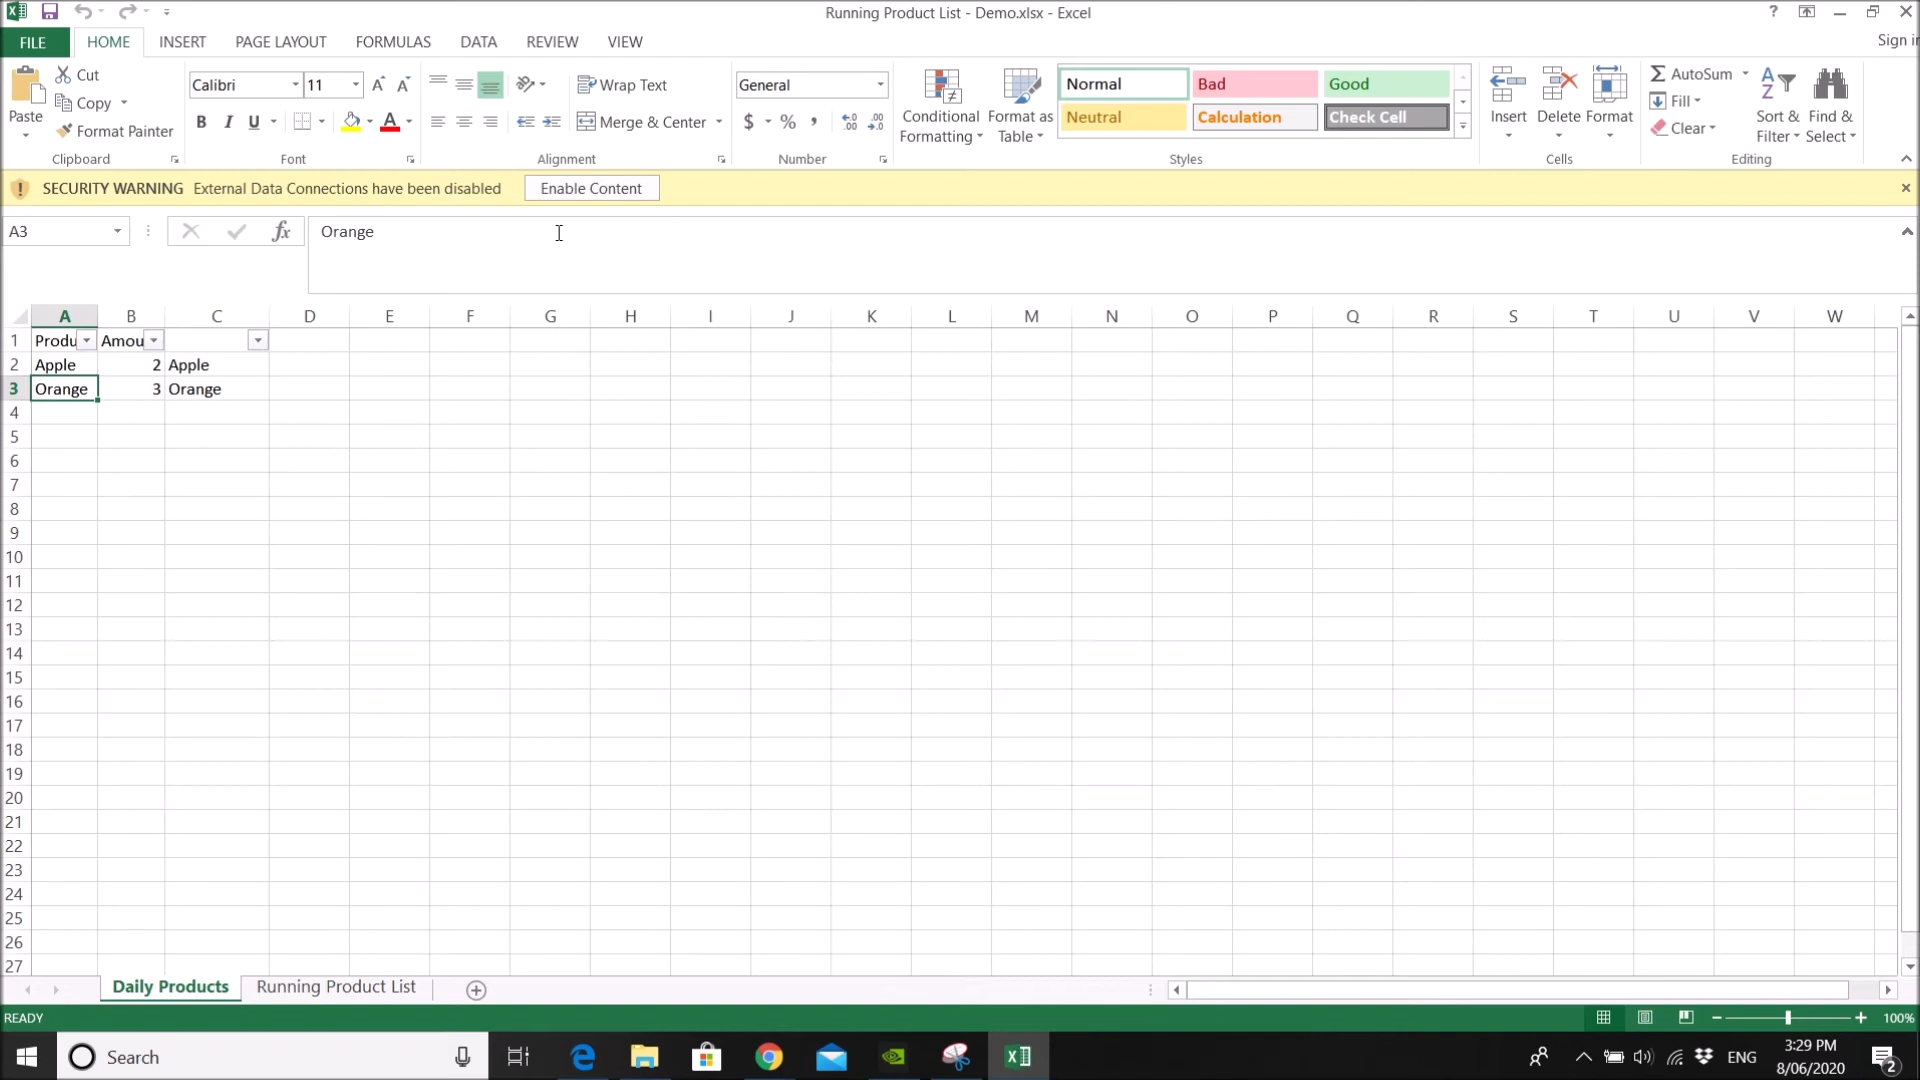 Running Product List - Demo.xlsx - Excel
?
FILE HOME INSERT PAGE LAYOUT FORMULAS DATA REVIEW VIEW
Sign in
Paste
Cut
Copy
Format Painter
Clipboard
Calibri 11
B I U
Font
Wrap Text
Merge & Center
Alignment
General
$ % ,
Number
Conditional Formatting
Format as Table
Normal Bad Good
Neutral Calculation Check Cell
Styles
Insert Delete Format
Cells
AutoSum
Fill
Clear
Sort & Filter
Find & Select
Editing
SECURITY WARNING External Data Connections have been disabled Enable Content
A3 fx Orange
A B C D E F G H I J K L M N O P Q R S T U V W
1 Produ Amou
2 Apple 2 Apple
3 Orange 3 Orange
4
5
6
7
8
9
10
11
12
13
14
15
16
17
18
19
20
21
22
23
24
25
26
27
Daily Products Running Product List
READY 100%
Search
ENG
3:29 PM
8/06/2020
2